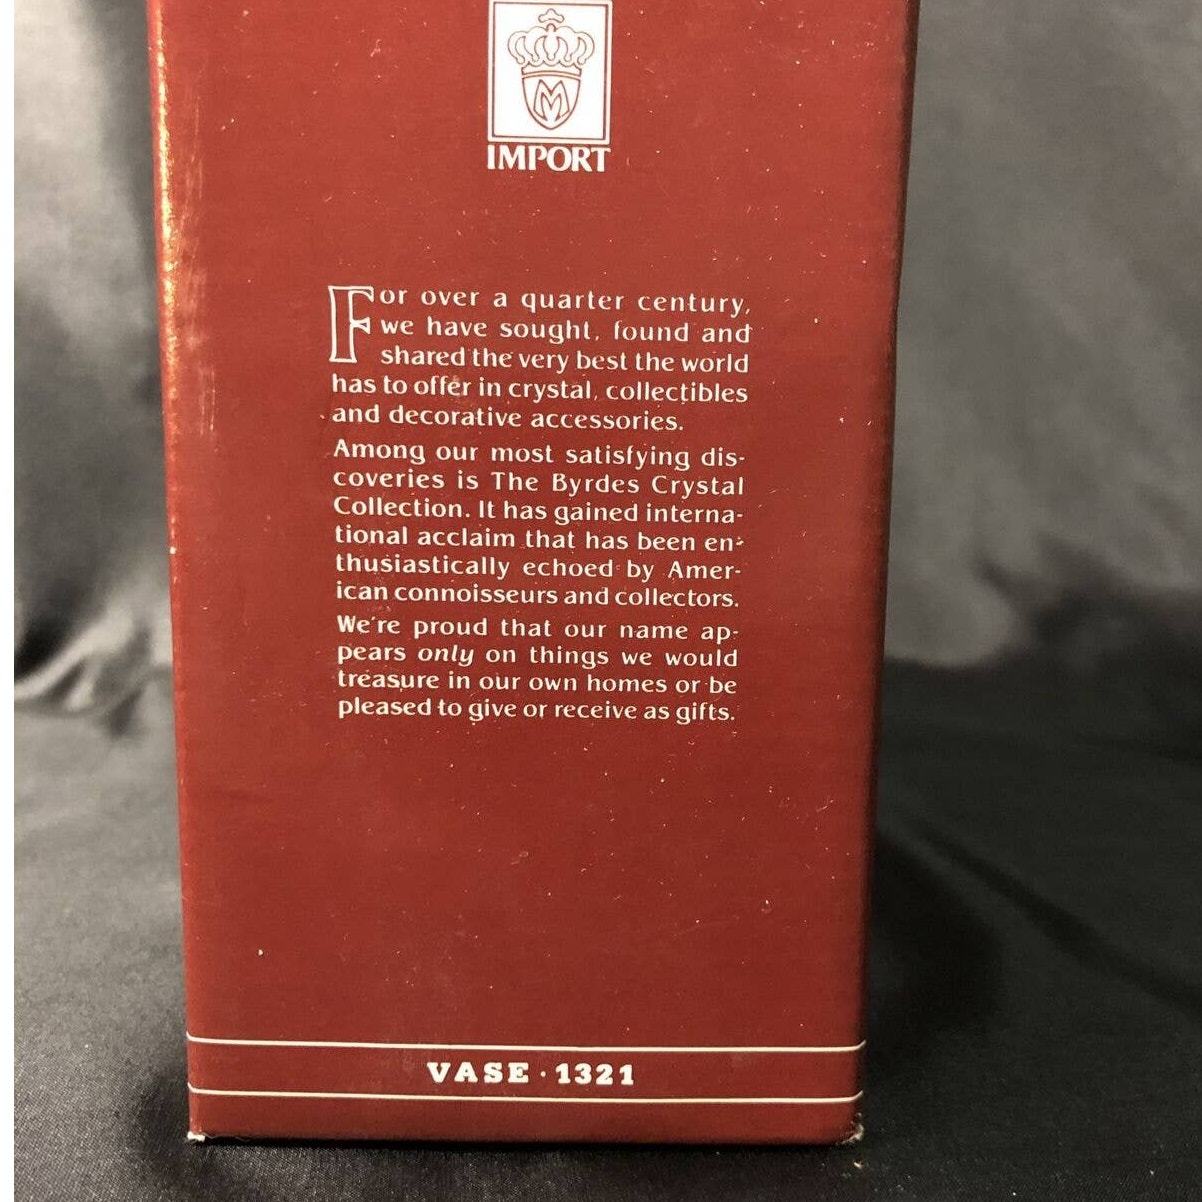 M
IMPORT
For over a quarter century,
we have sought, found and
shared the very best the world
has to offer in crystal, collectibles
and decorative accessories.
Among our most satisfying dis-
coveries is The Byrdes Crystal
Collection. It has gained interna-
tional acclaim that has been en-
thusiastically echoed by Amer-
ican connoisseurs and collectors.
We're proud that our name ap-
pears only on things we would
treasure in our own homes or be
pleased to give or receive as gifts.
VASE · 1321